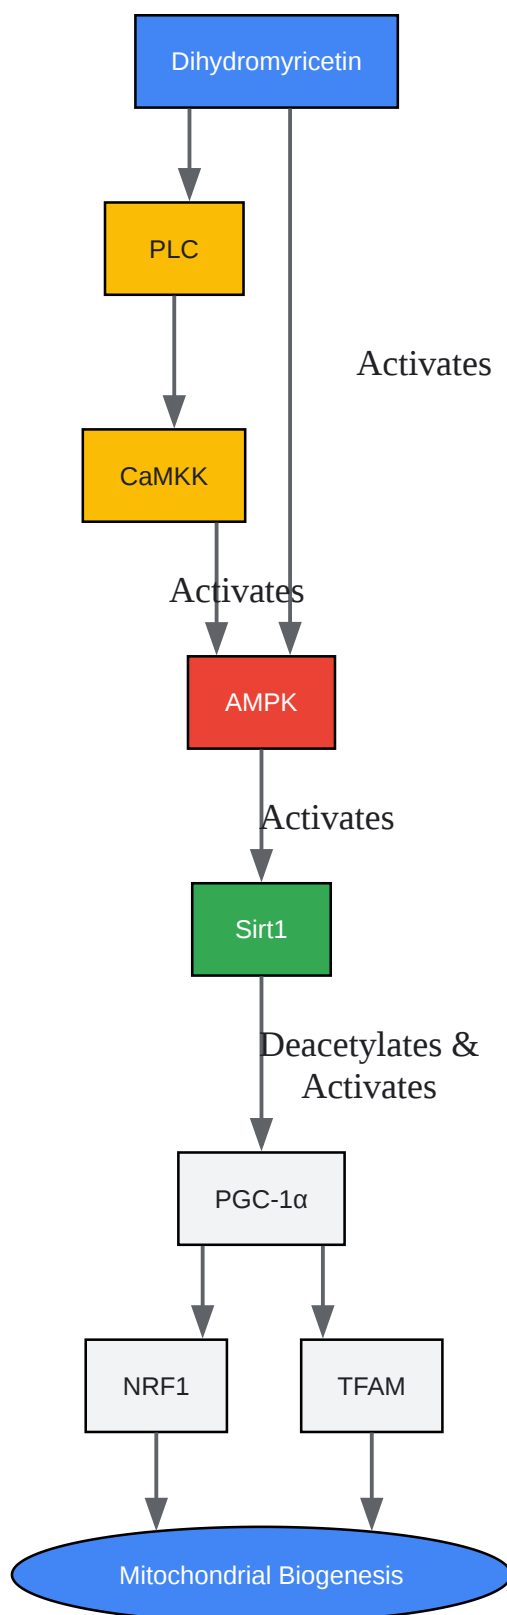 Dihydromyricetin
PLC
Activates
CaMKK
Activates
AMPK
Activates
Sirt1
Deacetylates &
Activates
PGC-1α
NRF1
TFAM
Mitochondrial Biogenesis